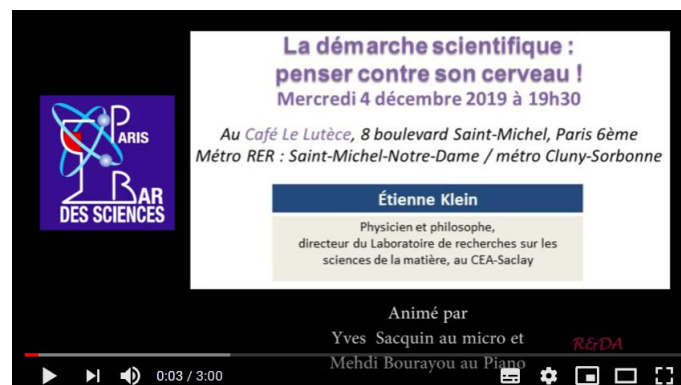 La démarche scientifique :
penser contre son cerveau !
Mercredi 4 décembre 2019 à 19h30
Au Café Le Lutèce, 8 boulevard Saint-Michel, Paris 6ème
Métro RER : Saint-Michel-Notre-Dame / métro Cluny-Sorbonne
PARIS
BAR
DES SCIENCES
Étienne Klein
Physicien et philosophe,
directeur du Laboratoire de recherches sur les
sciences de la matière, au CEA-Saclay
Animé par
Yves Sacquin au micro et
Mehdi Bourayou au Piano
R&DA
0:03 / 3:00